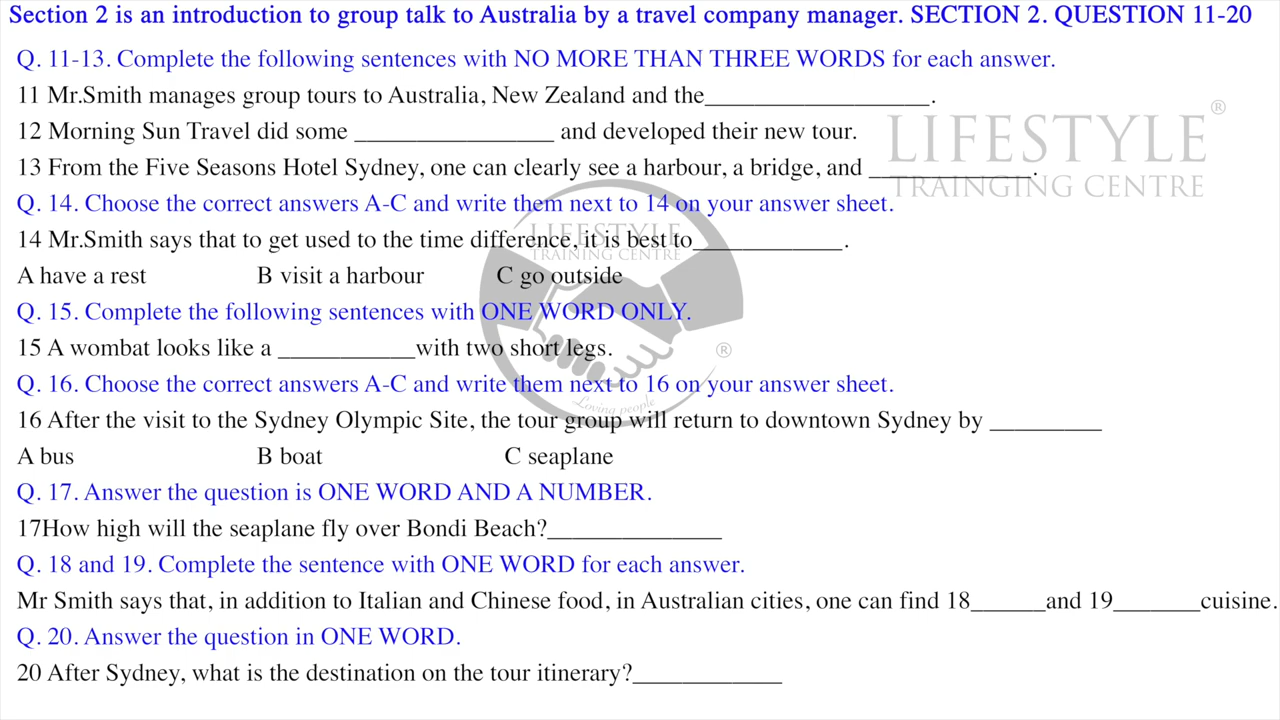 Section 2 is an introduction to group talk to Australia by a travel company manager. SECTION 2. QUESTION 11-20
Q. 11-13. Complete the following sentences with NO MORE THAN THREE WORDS for each answer.
11 Mr.Smith manages group tours to Australia, New Zealand and the__________________.
12 Morning Sun Travel did some ________________ and developed their new tour.
LIFESTYLE®
13 From the Five Seasons Hotel Sydney, one can clearly see a harbour, a bridge, and _____________.
TRAINGING CENTRE
Q. 14. Choose the correct answers A-C and write them next to 14 on your answer sheet.
14 Mr.Smith says that to get used to the time difference, it is best to____________.
LIFESTYLE
TRAINING CENTRE
A have a rest B visit a harbour C go outside
Q. 15. Complete the following sentences with ONE WORD ONLY.
15 A wombat looks like a ___________with two short legs.
®
Q. 16. Choose the correct answers A-C and write them next to 16 on your answer sheet.
Loving people
16 After the visit to the Sydney Olympic Site, the tour group will return to downtown Sydney by _________
A bus B boat C seaplane
Q. 17. Answer the question is ONE WORD AND A NUMBER.
17How high will the seaplane fly over Bondi Beach?______________
Q. 18 and 19. Complete the sentence with ONE WORD for each answer.
Mr Smith says that, in addition to Italian and Chinese food, in Australian cities, one can find 18______and 19_______cuisine.
Q. 20. Answer the question in ONE WORD.
20 After Sydney, what is the destination on the tour itinerary?____________